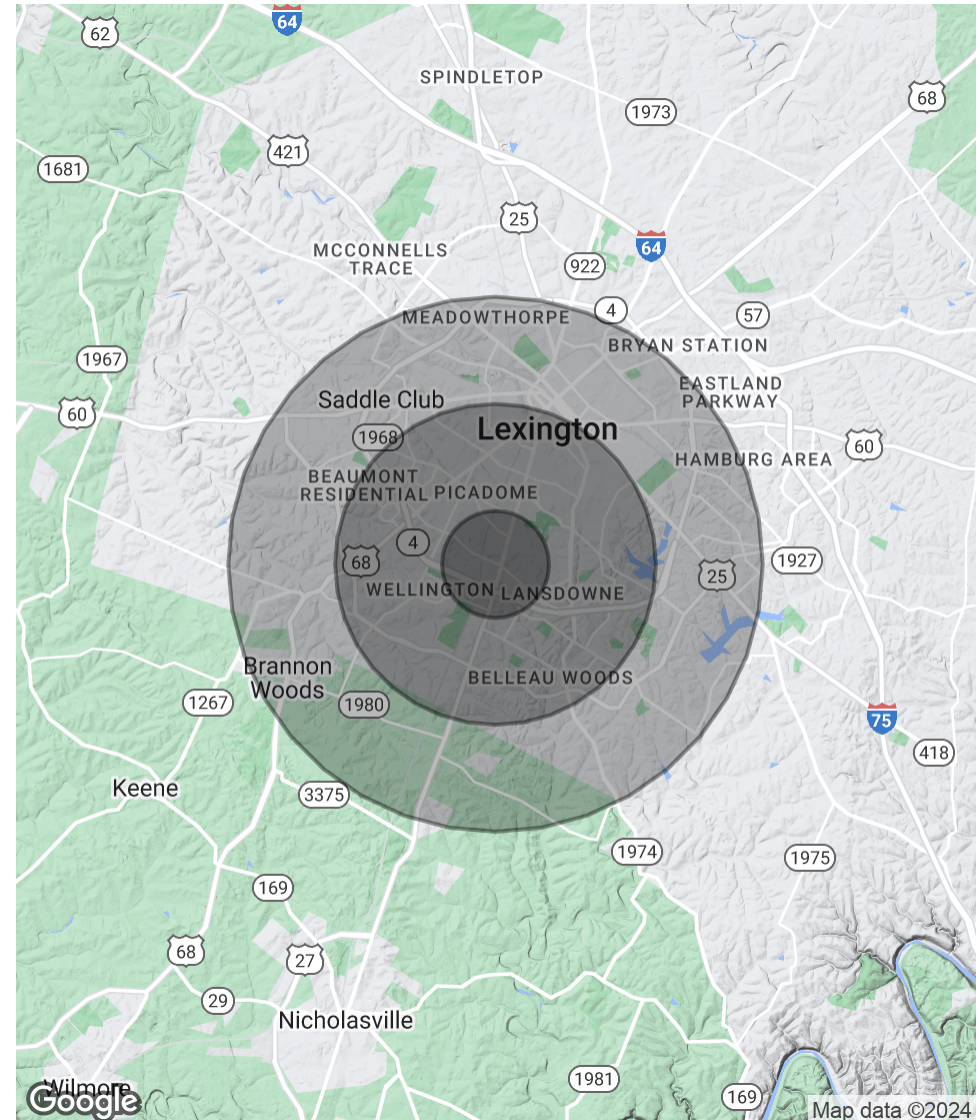 64
62
SPINDLETOP
68
1973
421
1681
25
MCCONNELLS
TRACE
64
922
4
57
MEADOWTHORPE
BRYAN STATION
1967
EASTLAND
PARKWAY
Saddle Club
60
Lexington
1968
60
HAMBURG AREA
BEAUMONT
RESIDENTIAL
PICADOME
4
68
1927
25
WELLINGTON
LANSDOWNE
Brannon
Woods
BELLEAU WOODS
1267
1980
75
418
Keene
3375
1974
1975
169
68
27
29
Nicholasville
1981
Wilmore
169
Google
Map data ©2024